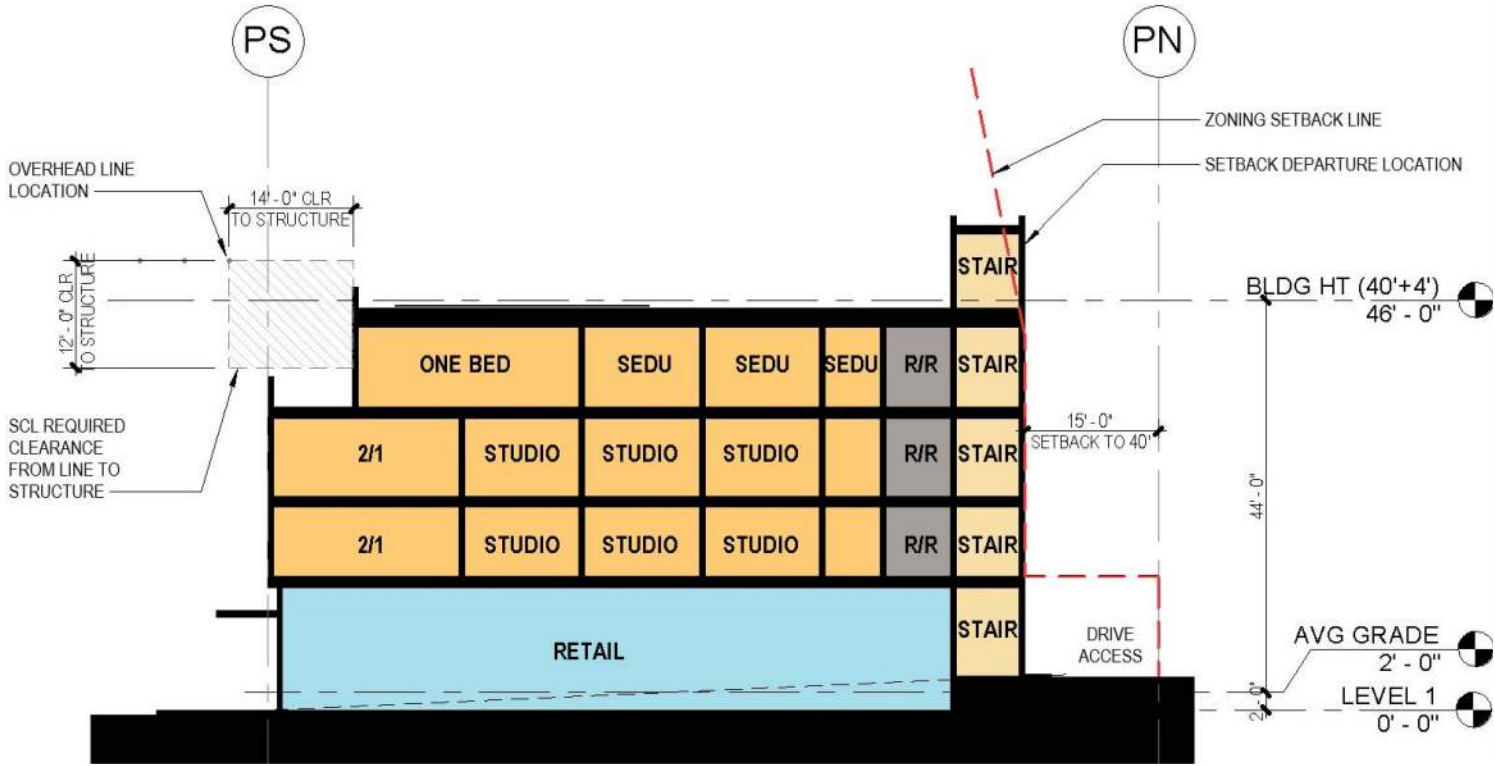 PS
PN
ZONING SETBACK LINE
SETBACK DEPARTURE LOCATION
OVERHEAD LINE
LOCATION
14'-0" CLR
TO STRUCTURE
12'-0" CLR
TO STRUCTURE
SCL REQUIRED
CLEARANCE
FROM LINE TO
STRUCTURE
STAIR
BLDG HT (40'+4')
46' - 0"
ONE BED
SEDU
SEDU
SEDU
R/R
STAIR
15' - 0"
SETBACK TO 40'
2/1
STUDIO
STUDIO
STUDIO
R/R
STAIR
44' - 0"
2/1
STUDIO
STUDIO
STUDIO
R/R
STAIR
RETAIL
STAIR
DRIVE
ACCESS
AVG GRADE
2' - 0"
2' - 0"
LEVEL 1
0' - 0"